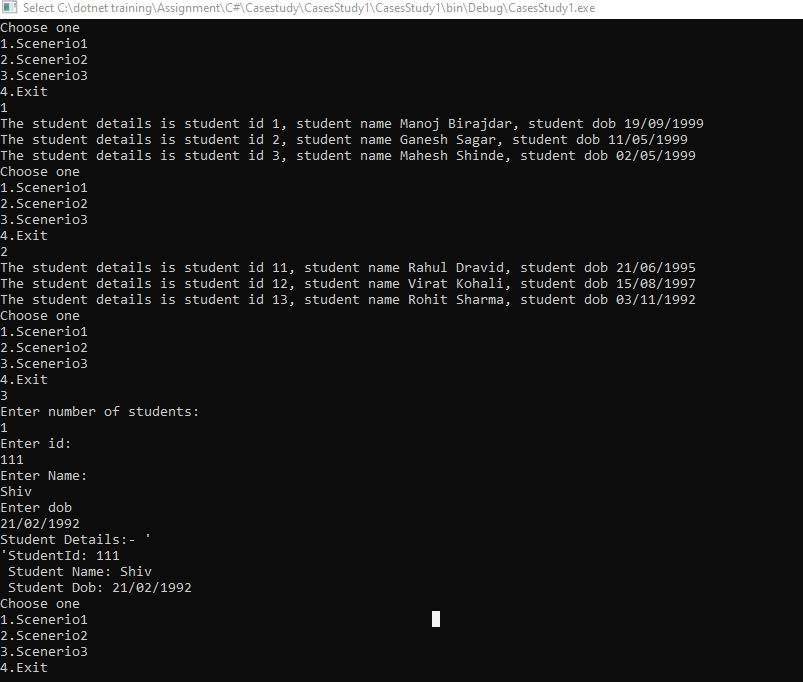 Select C:\dotnet training\Assignment\C#\Casestudy\CasesStudy1\CasesStudy1\bin\Debug\CasesStudy1.exe
Choose one
1.Scenerio1
2.Scenerio2
3.Scenerio3
4.Exit
1
The student details is student id 1, student name Manoj Birajdar, student dob 19/09/1999
The student details is student id 2, student name Ganesh Sagar, student dob 11/05/1999
The student details is student id 3, student name Mahesh Shinde, student dob 02/05/1999
Choose one
1.Scenerio1
2.Scenerio2
3.Scenerio3
4.Exit
2
The student details is student id 11, student name Rahul Dravid, student dob 21/06/1995
The student details is student id 12, student name Virat Kohali, student dob 15/08/1997
The student details is student id 13, student name Rohit Sharma, student dob 03/11/1992
Choose one
1.Scenerio1
2.Scenerio2
3.Scenerio3
4.Exit
3
Enter number of students:
1
Enter id:
111
Enter Name:
Shiv
Enter dob
21/02/1992
Student Details:- '
'StudentId: 111
 Student Name: Shiv
 Student Dob: 21/02/1992
Choose one
1.Scenerio1
2.Scenerio2
3.Scenerio3
4.Exit